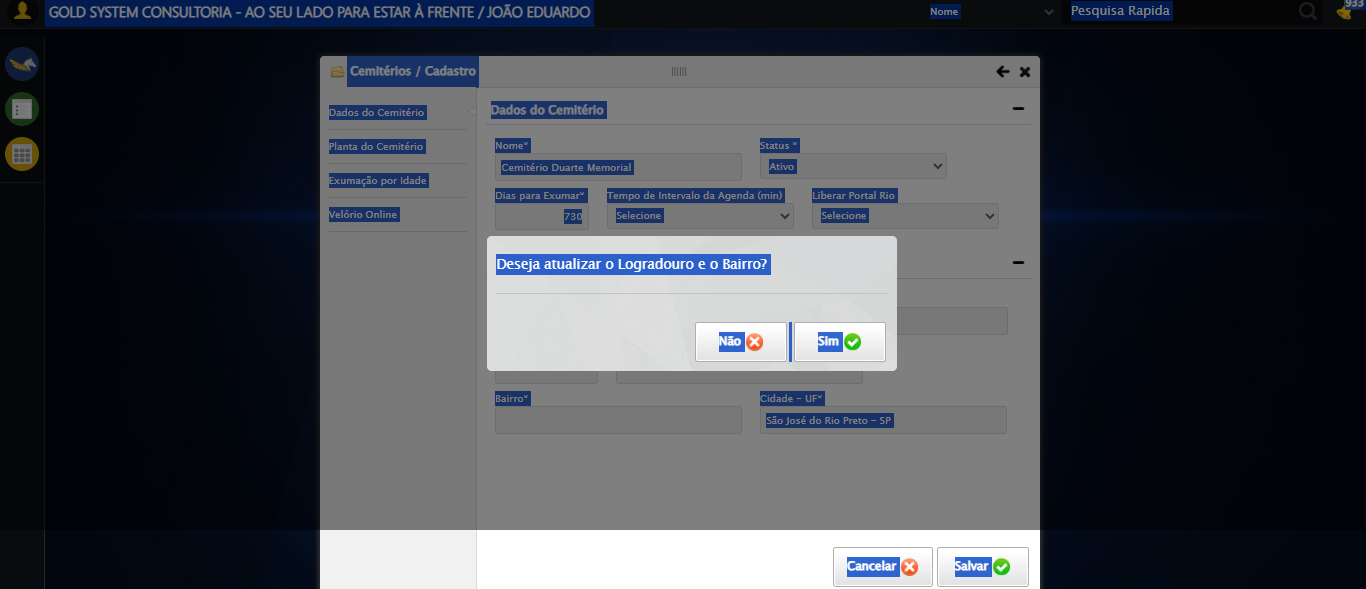 GOLD SYSTEM CONSULTORIA - AO SEU LADO PARA ESTAR À FRENTE / JOÃO EDUARDO
Nome
Pesquisa Rapida
933
Cemitérios / Cadastro
Dados do Cemitério
Planta do Cemitério
Exumação por Idade
Velório Online
Dados do Cemitério
Nome*
Status *
Cemitério Duarte Memorial
Ativo
Dias para Exumar*
Tempo de Intervalo da Agenda (min)
Liberar Portal Rio
730
Selecione
Selecione
Deseja atualizar o Logradouro e o Bairro?
Não
Sim
Bairro*
Cidade - UF*
São José do Rio Preto - SP
Cancelar
Salvar